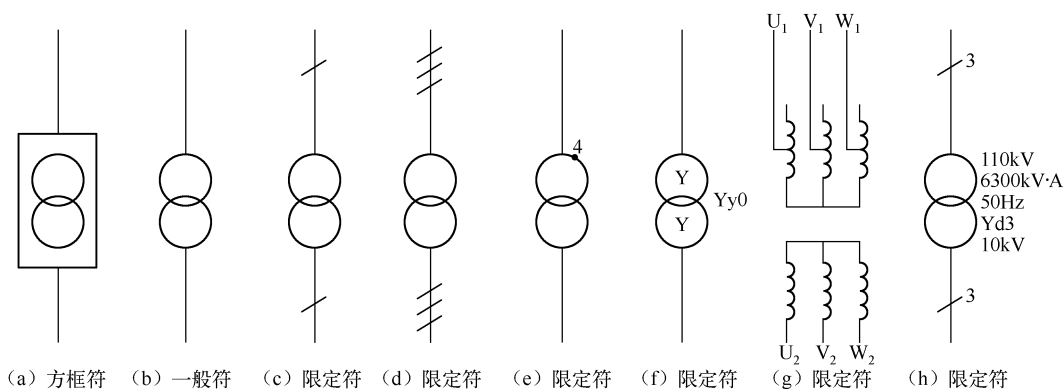 U₁ V₁ W₁
3
4
Y
Yy0
Y
110kV
6300kV·A
50Hz
Yd3
10kV
3
U₂ V₂ W₂
(a) 方框符 (b) 一般符 (c) 限定符 (d) 限定符 (e) 限定符 (f) 限定符 (g) 限定符 (h) 限定符